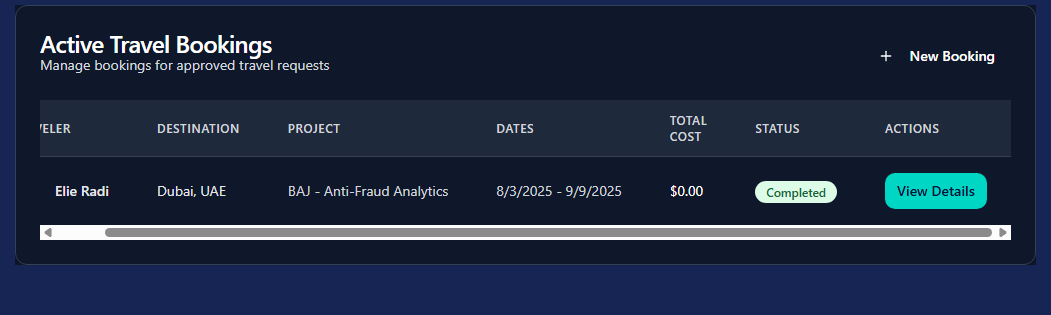 Active Travel Bookings
Manage bookings for approved travel requests
+ New Booking
ELER DESTINATION PROJECT DATES TOTAL COST STATUS ACTIONS
Elie Radi Dubai, UAE BAJ - Anti-Fraud Analytics 8/3/2025 - 9/9/2025 $0.00 Completed View Details